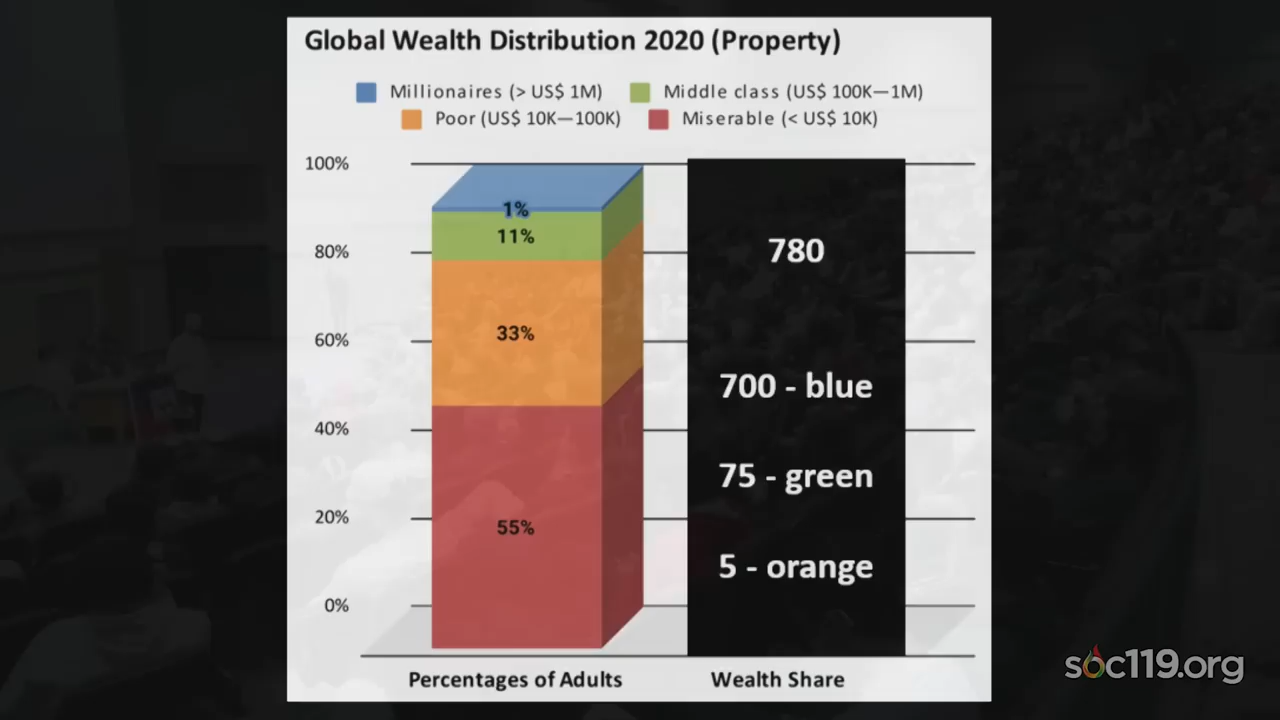 Global Wealth Distribution 2020 (Property)
Millionaires (> US$ 1M) Middle class (US$ 100K—1M)
Poor (US$ 10K—100K) Miserable (< US$ 10K)
100%
80%
60%
40%
20%
0%
1%
11%
33%
55%
780
700 - blue
75 - green
5 - orange
Percentages of Adults
Wealth Share
soc119.org